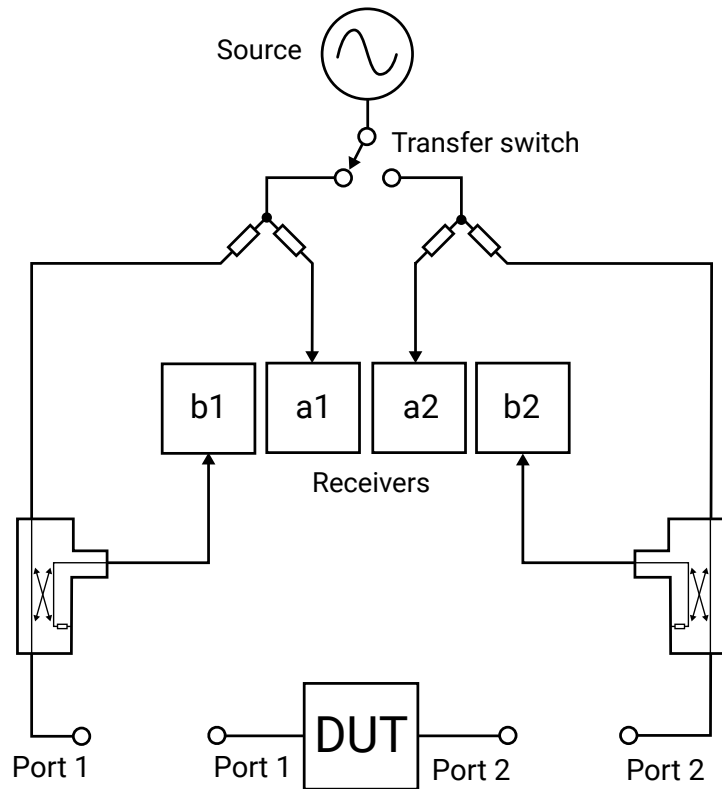 Source
Transfer switch
b1
a1
a2
b2
Receivers
DUT
Port 1
Port 1
Port 2
Port 2